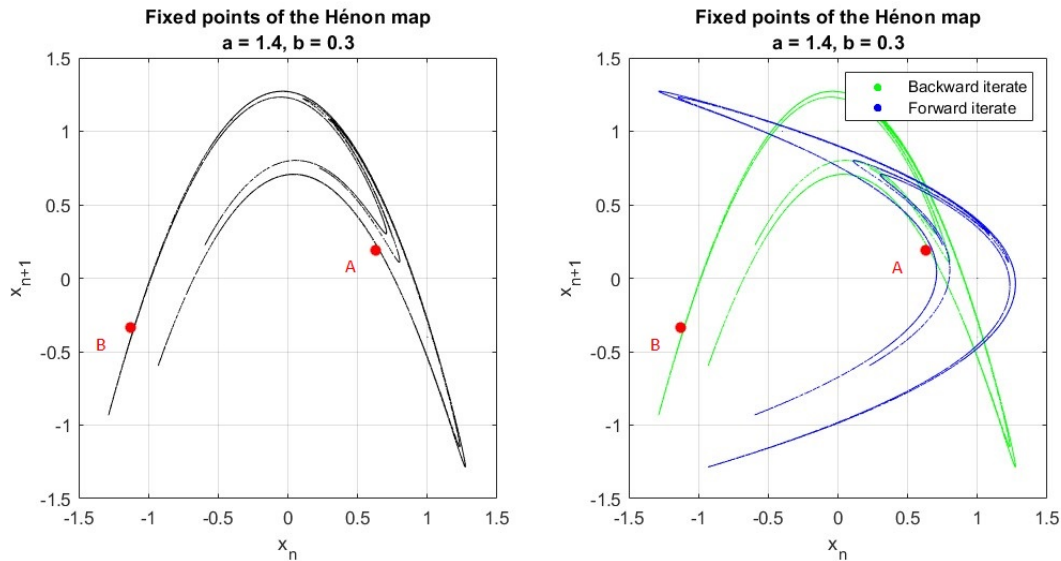 Fixed points of the Hénon map
a = 1.4, b = 0.3
1.5
1
0.5
0
-0.5
-1
-1.5
x_{n+1}
A
B
-1.5 -1 -0.5 0 0.5 1 1.5
x_n
Fixed points of the Hénon map
a = 1.4, b = 0.3
Backward iterate
Forward iterate
1.5
1
0.5
0
-0.5
-1
-1.5
x_{n+1}
A
B
-1.5 -1 -0.5 0 0.5 1 1.5
x_n